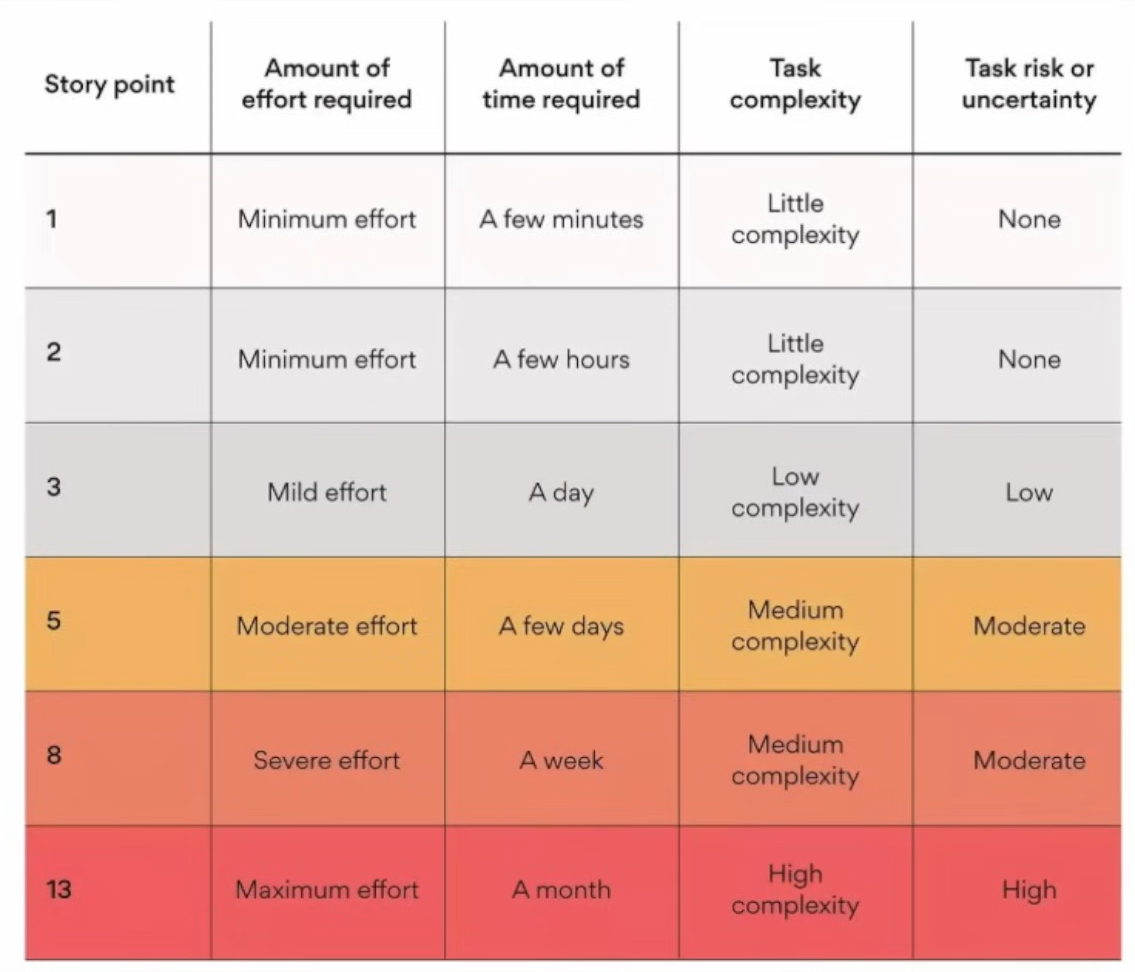 Story point
Amount of
effort required
Amount of
time required
Task
complexity
Task risk or
uncertainty
1
Minimum effort
A few minutes
Little
complexity
None
2
Minimum effort
A few hours
Little
complexity
None
3
Mild effort
A day
Low
complexity
Low
5
Moderate effort
A few days
Medium
complexity
Moderate
8
Severe effort
A week
Medium
complexity
Moderate
13
Maximum effort
A month
High
complexity
High